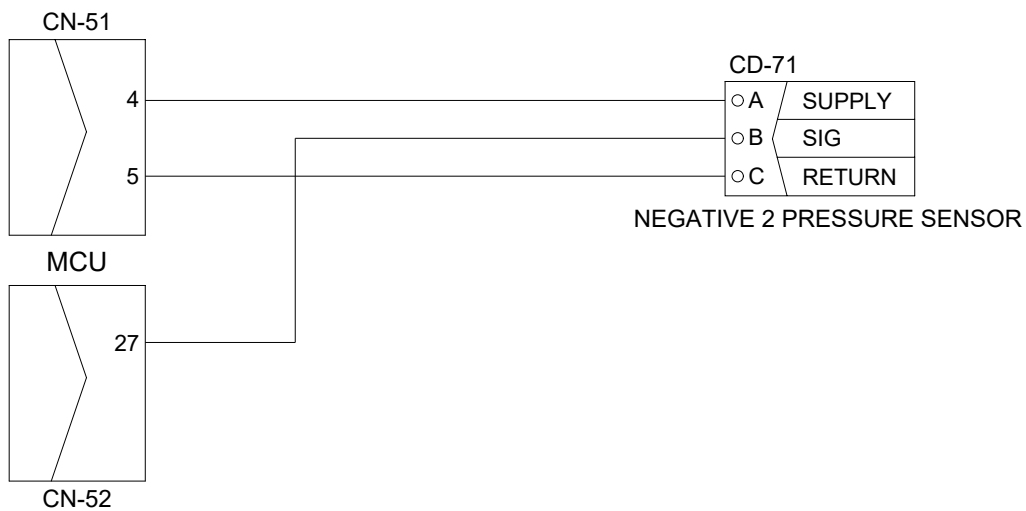 CN-51
4
5
MCU
27
CN-52
CD-71
A SUPPLY
B SIG
C RETURN
NEGATIVE 2 PRESSURE SENSOR